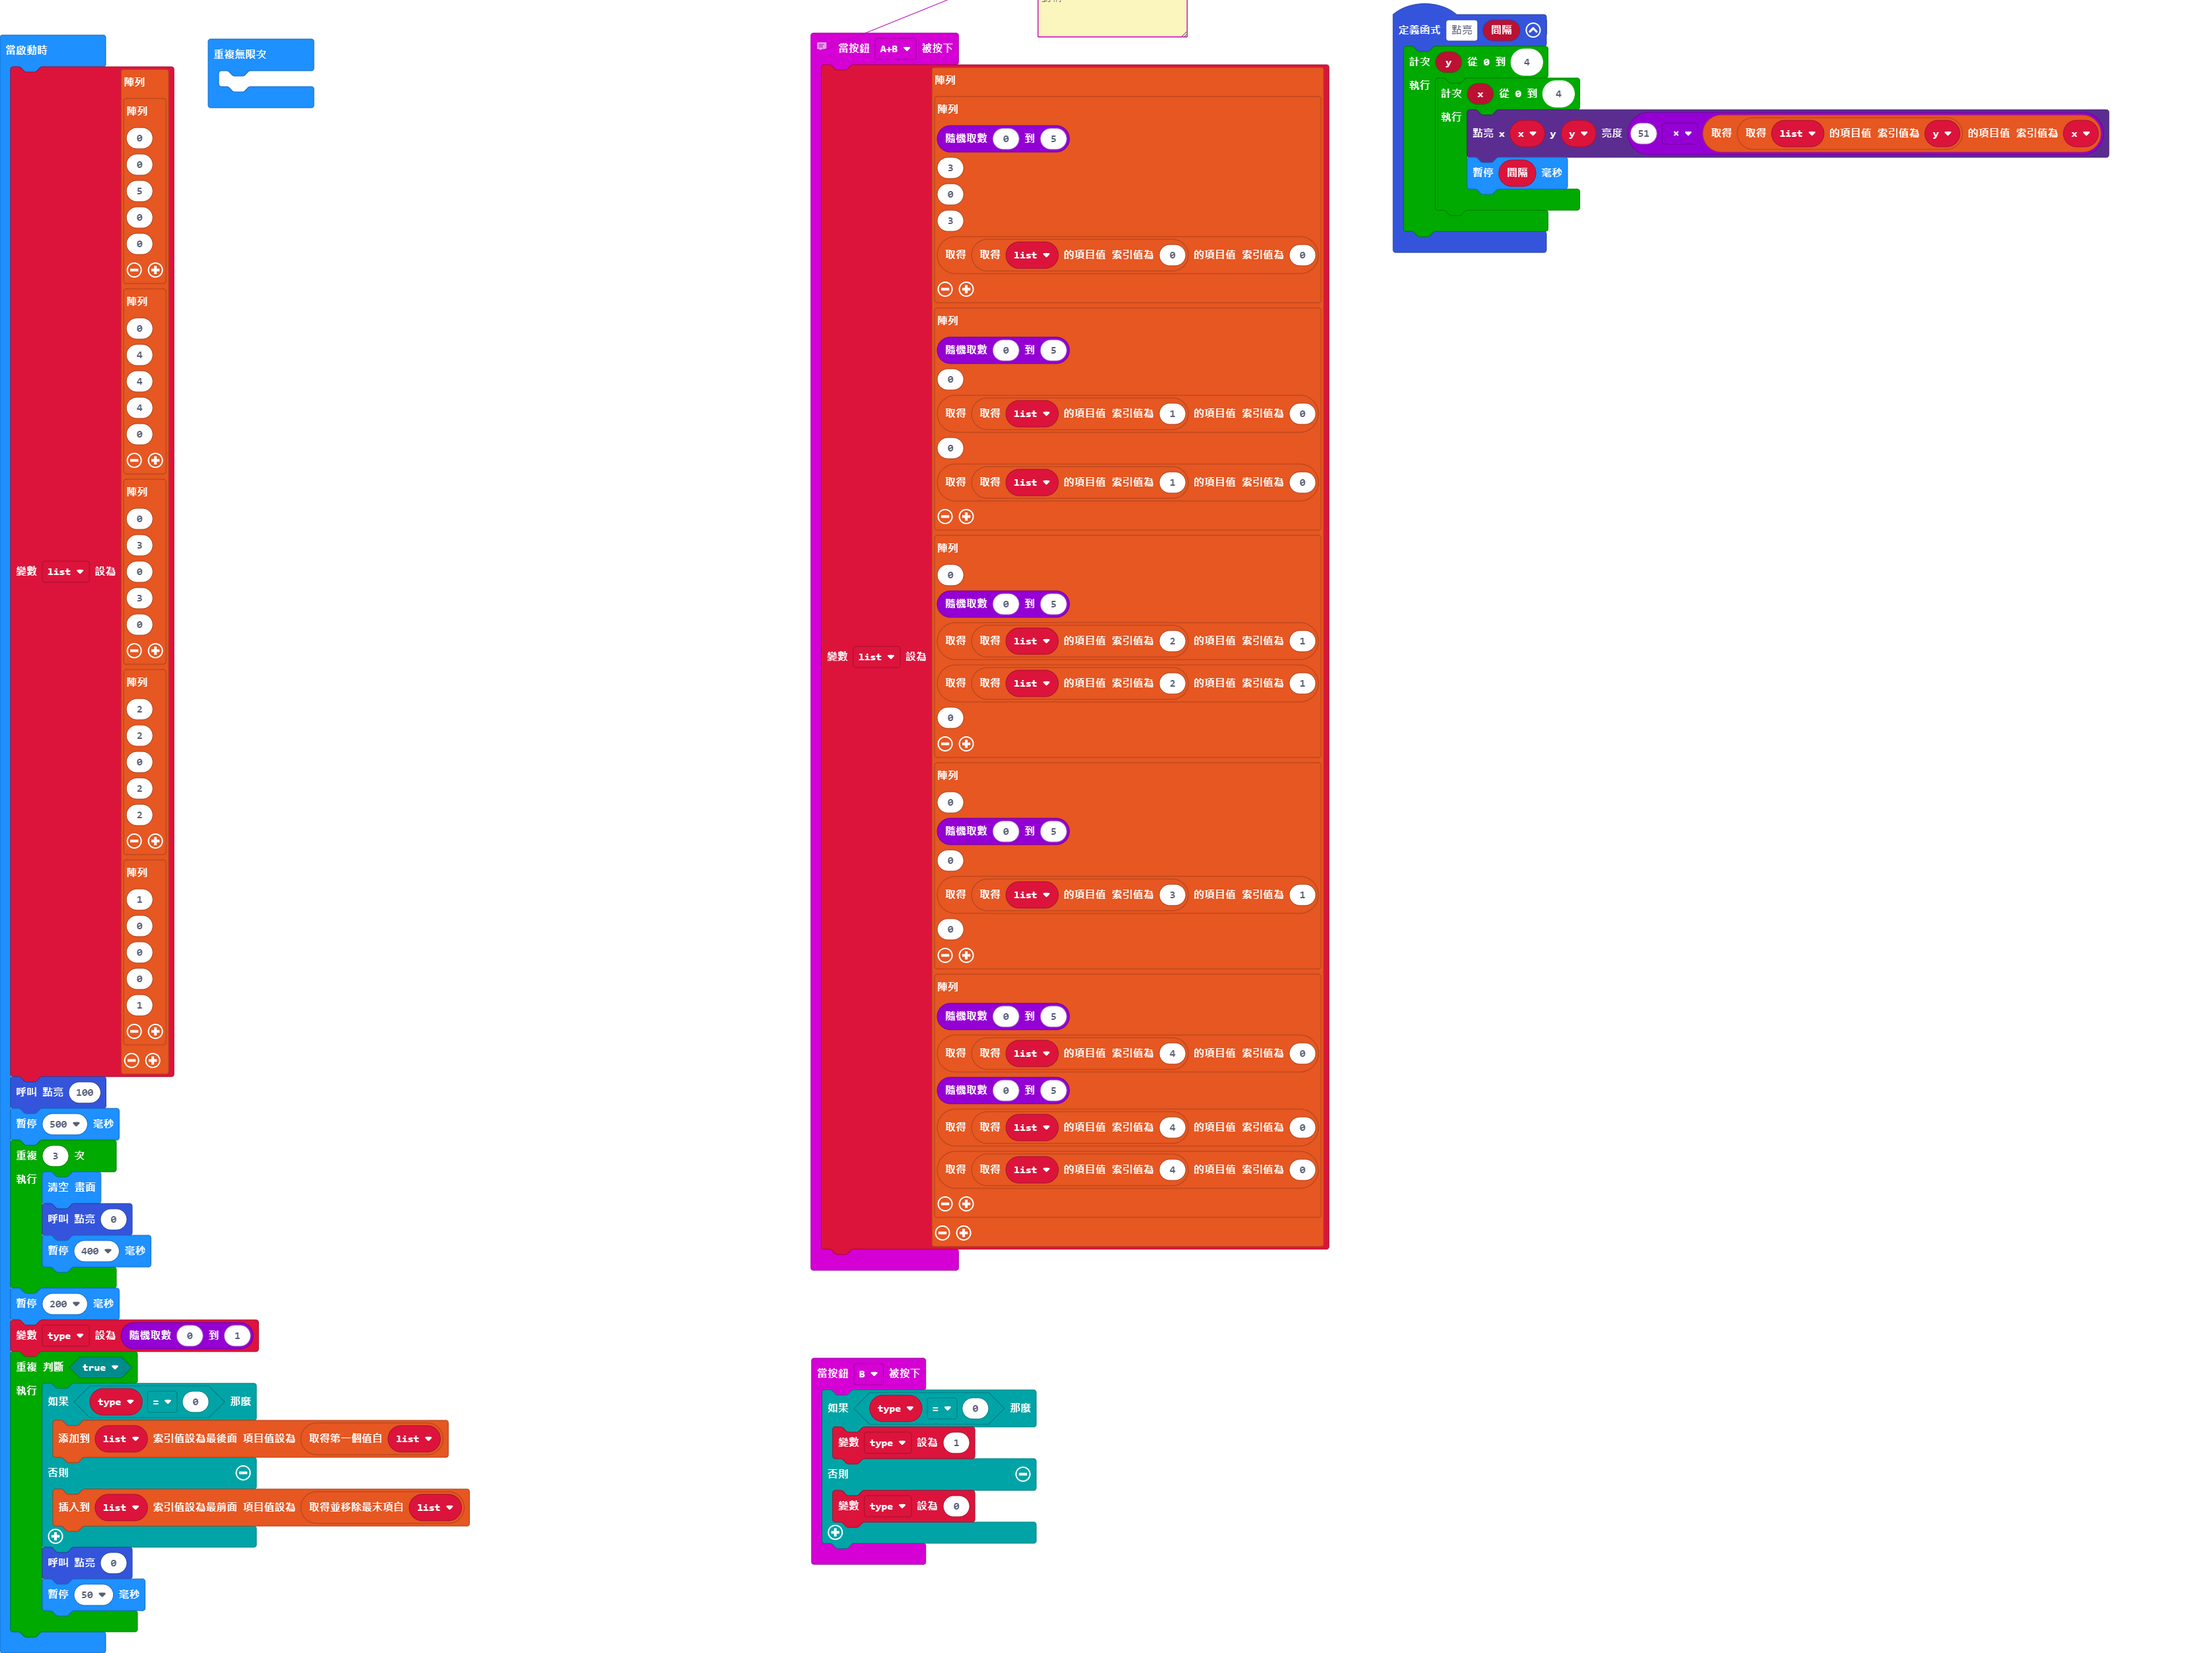 當啟動時
變數 list 設為
陣列
陣列
0
0
5
0
0
陣列
0
4
4
4
0
陣列
0
3
0
3
0
陣列
2
2
0
2
2
陣列
1
0
0
0
1
呼叫 點亮 100
暫停 500 毫秒
重複 3 次
執行
清空 畫面
呼叫 點亮 0
暫停 400 毫秒
暫停 200 毫秒
變數 type 設為 隨機取數 0 到 1
重複 判斷 true
執行
如果 type = 0 那麼
添加到 list 索引值設為最後面 項目值設為 取得第一個值自 list
否則
插入到 list 索引值設為最前面 項目值設為 取得並移除最末項自 list
呼叫 點亮 0
暫停 50 毫秒
重複無限次
當按鈕 A+B 被按下
變數 list 設為
陣列
陣列
隨機取數 0 到 5
3
0
3
取得 取得 list 的項目值 索引值為 0 的項目值 索引值為 0
陣列
隨機取數 0 到 5
0
取得 取得 list 的項目值 索引值為 1 的項目值 索引值為 0
0
取得 取得 list 的項目值 索引值為 1 的項目值 索引值為 0
陣列
0
隨機取數 0 到 5
取得 取得 list 的項目值 索引值為 2 的項目值 索引值為 1
取得 取得 list 的項目值 索引值為 2 的項目值 索引值為 1
0
陣列
0
隨機取數 0 到 5
0
取得 取得 list 的項目值 索引值為 3 的項目值 索引值為 1
0
陣列
隨機取數 0 到 5
取得 取得 list 的項目值 索引值為 4 的項目值 索引值為 0
隨機取數 0 到 5
取得 取得 list 的項目值 索引值為 4 的項目值 索引值為 0
取得 取得 list 的項目值 索引值為 4 的項目值 索引值為 0
當按鈕 B 被按下
如果 type = 0 那麼
變數 type 設為 1
否則
變數 type 設為 0
定義函式 點亮 間隔
計次 y 從 0 到 4
執行
計次 x 從 0 到 4
執行
點亮 x x y y 亮度 51 × 取得 取得 list 的項目值 索引值為 y 的項目值 索引值為 x
暫停 間隔 毫秒